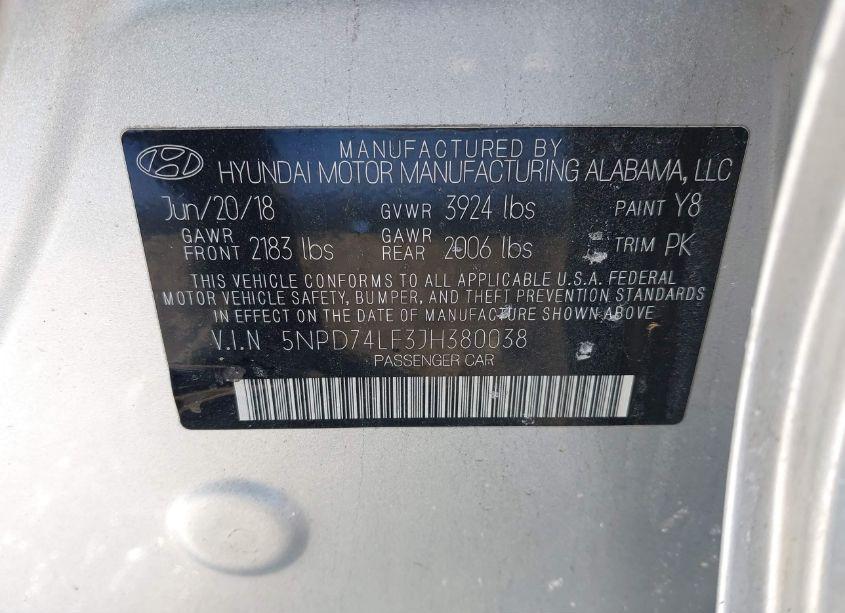 MANUFACTURED BY
HYUNDAI MOTOR MANUFACTURING ALABAMA, LLC
Jun/20/18 GVWR 3924 lbs PAINT Y8
GAWR FRONT 2183 lbs GAWR REAR 2006 lbs TRIM PK
THIS VEHICLE CONFORMS TO ALL APPLICABLE U.S.A. FEDERAL
MOTOR VEHICLE SAFETY, BUMPER, AND THEFT PREVENTION STANDARDS
IN EFFECT ON THE DATE OF MANUFACTURE SHOWN ABOVE.
V.I.N 5NPD74LF3JH380038
PASSENGER CAR